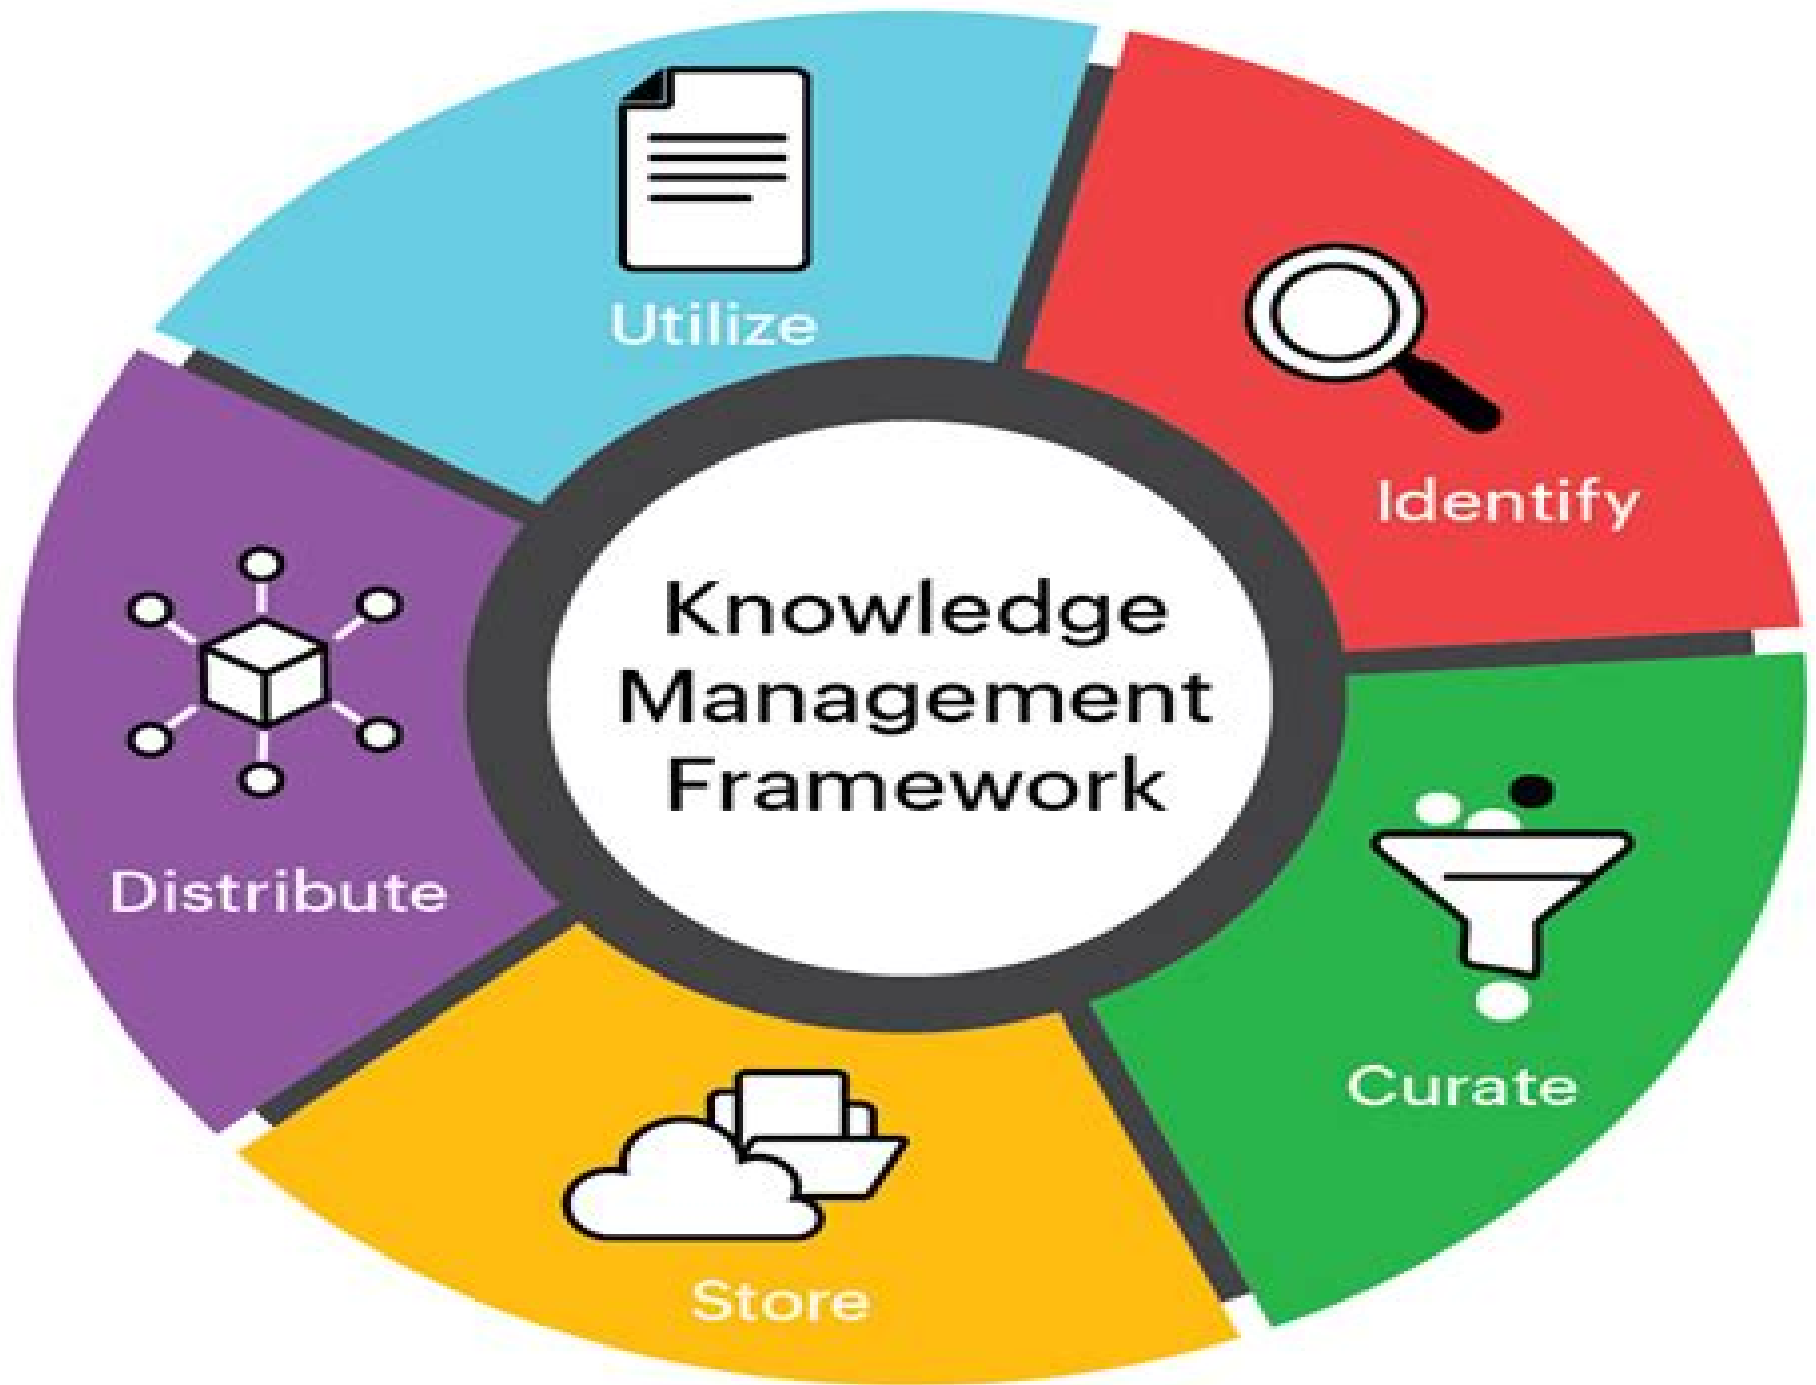 Utilize
Identify
Knowledge
Management
Framework
Distribute
Curate
Store